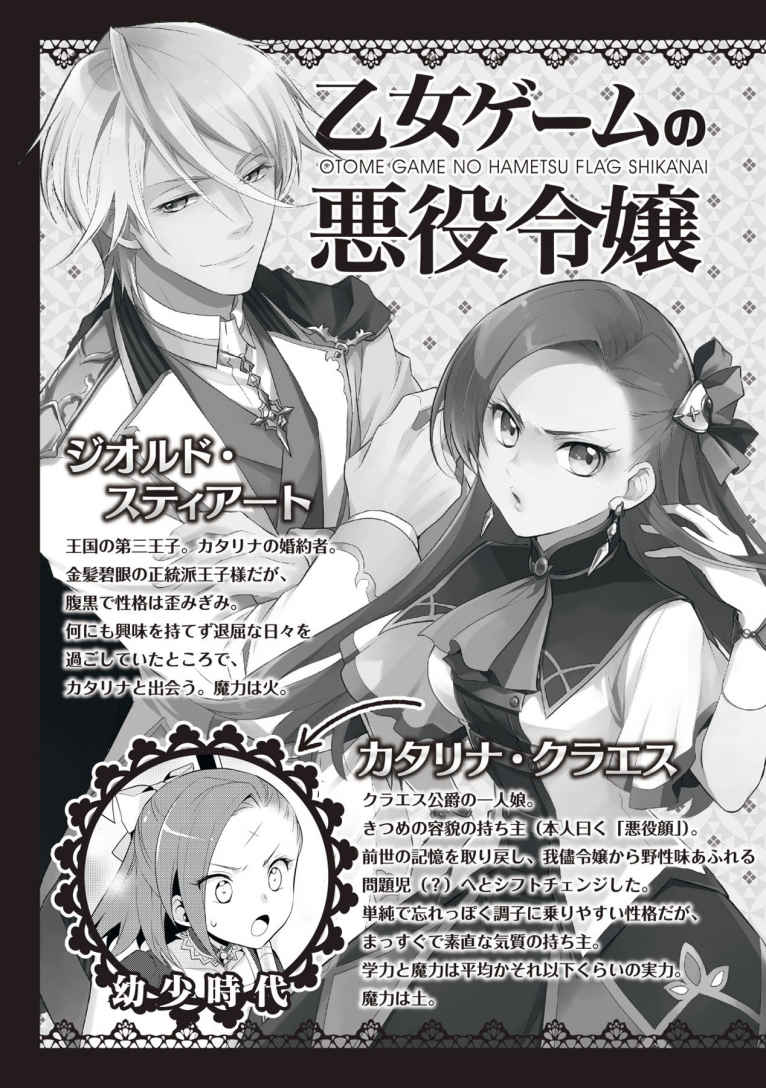 乙女ゲームの
OTOME GAME NO HAMETSU FLAG SHIKANAI
悪役令嬢
ジオルド・
スティアート
王国の第三王子。カタリナの婚約者。
金髪碧眼の正統派王子様だが、
腹黒で性格は歪みぎみ。
何にも興味を持てず退屈な日々を
過ごしていたところで、
カタリナと出会う。魔力は火。
カタリナ・クラエス
クラエス公爵の一人娘。
きつめの容貌の持ち主（本人曰く「悪役顔」）。
前世の記憶を取り戻し、我儘令嬢から野性味あふれる
問題児（？）へとシフトチェンジした。
単純で忘れっぽく調子に乗りやすい性格だが、
まっすぐで素直な気質の持ち主。
学力と魔力は平均かそれ以下くらいの実力。
魔力は土。
幼少時代